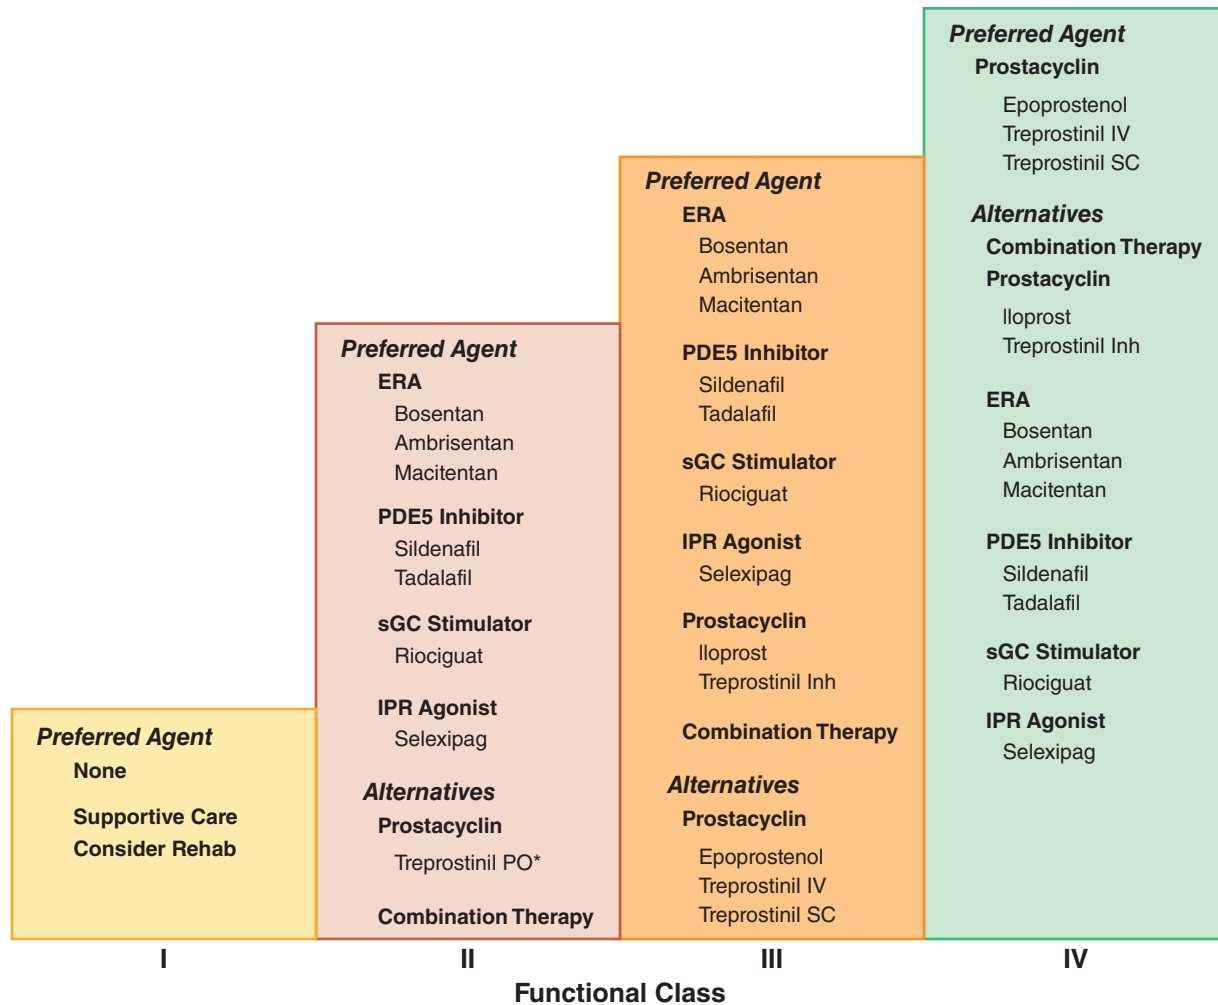 Preferred Agent
None
Supportive Care
Consider Rehab
I
Preferred Agent
ERA
Bosentan
Ambrisentan
Macitentan
PDE5 Inhibitor
Sildenafil
Tadalafil
sGC Stimulator
Riociguat
IPR Agonist
Selexipag
Alternatives
Prostacyclin
Treprostinil PO*
Combination Therapy
II
Preferred Agent
ERA
Bosentan
Ambrisentan
Macitentan
PDE5 Inhibitor
Sildenafil
Tadalafil
sGC Stimulator
Riociguat
IPR Agonist
Selexipag
Prostacyclin
Iloprost
Treprostinil Inh
Combination Therapy
Alternatives
Prostacyclin
Epoprostenol
Treprostinil IV
Treprostinil SC
III
Preferred Agent
Prostacyclin
Epoprostenol
Treprostinil IV
Treprostinil SC
Alternatives
Combination Therapy
Prostacyclin
Iloprost
Treprostinil Inh
ERA
Bosentan
Ambrisentan
Macitentan
PDE5 Inhibitor
Sildenafil
Tadalafil
sGC Stimulator
Riociguat
IPR Agonist
Selexipag
IV
Functional Class